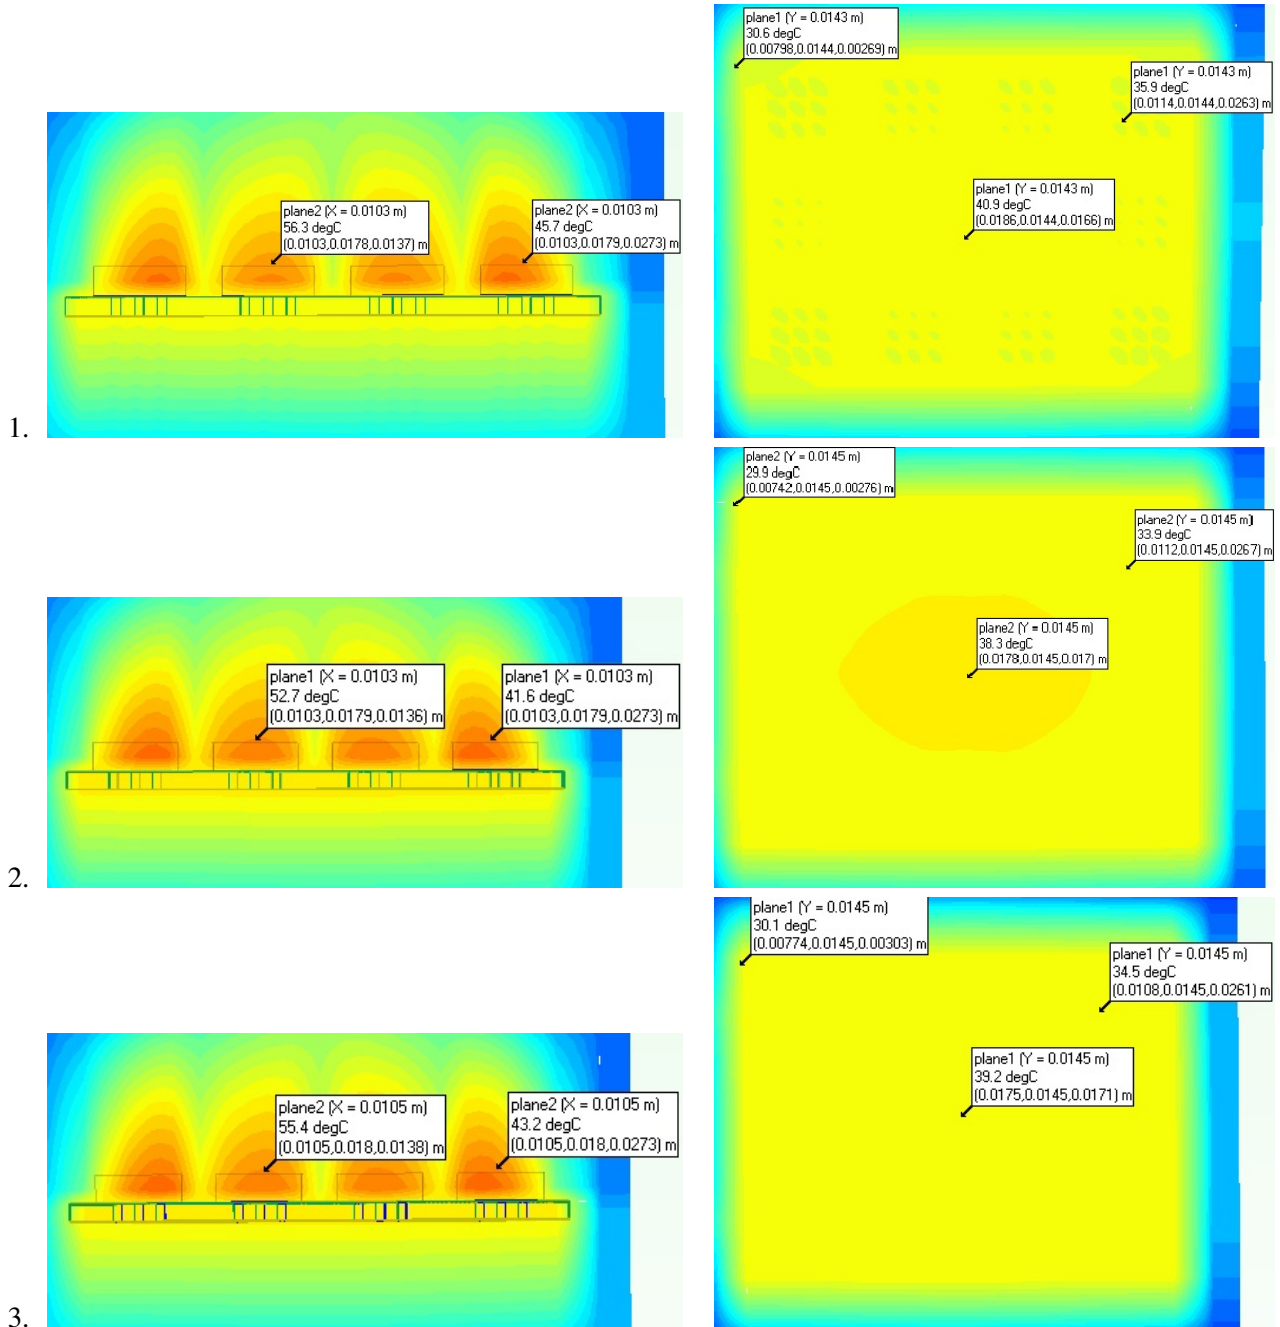 plane1 (Y = 0.0143 m)
30.6 degC
(0.00798,0.0144,0.00269) m
plane1 (Y = 0.0143 m)
35.9 degC
(0.0114,0.0144,0.0263) m
plane1 (Y = 0.0143 m)
40.9 degC
(0.0186,0.0144,0.0166) m
plane2 (X = 0.0103 m)
56.3 degC
(0.0103,0.0178,0.0137) m
plane2 (X = 0.0103 m)
45.7 degC
(0.0103,0.0179,0.0273) m
1.
plane2 (Y = 0.0145 m)
29.9 degC
(0.00742,0.0145,0.00276) m
plane2 (Y = 0.0145 m)
33.9 degC
(0.0112,0.0145,0.0267) m
plane2 (Y = 0.0145 m)
38.3 degC
(0.0178,0.0145,0.017) m
plane1 (X = 0.0103 m)
52.7 degC
(0.0103,0.0179,0.0136) m
plane1 (X = 0.0103 m)
41.6 degC
(0.0103,0.0179,0.0273) m
2.
plane1 (Y = 0.0145 m)
30.1 degC
(0.00774,0.0145,0.00303) m
plane1 (Y = 0.0145 m)
34.5 degC
(0.0108,0.0145,0.0261) m
plane1 (Y = 0.0145 m)
39.2 degC
(0.0175,0.0145,0.0171) m
plane2 (X = 0.0105 m)
55.4 degC
(0.0105,0.018,0.0138) m
plane2 (X = 0.0105 m)
43.2 degC
(0.0105,0.018,0.0273) m
3.